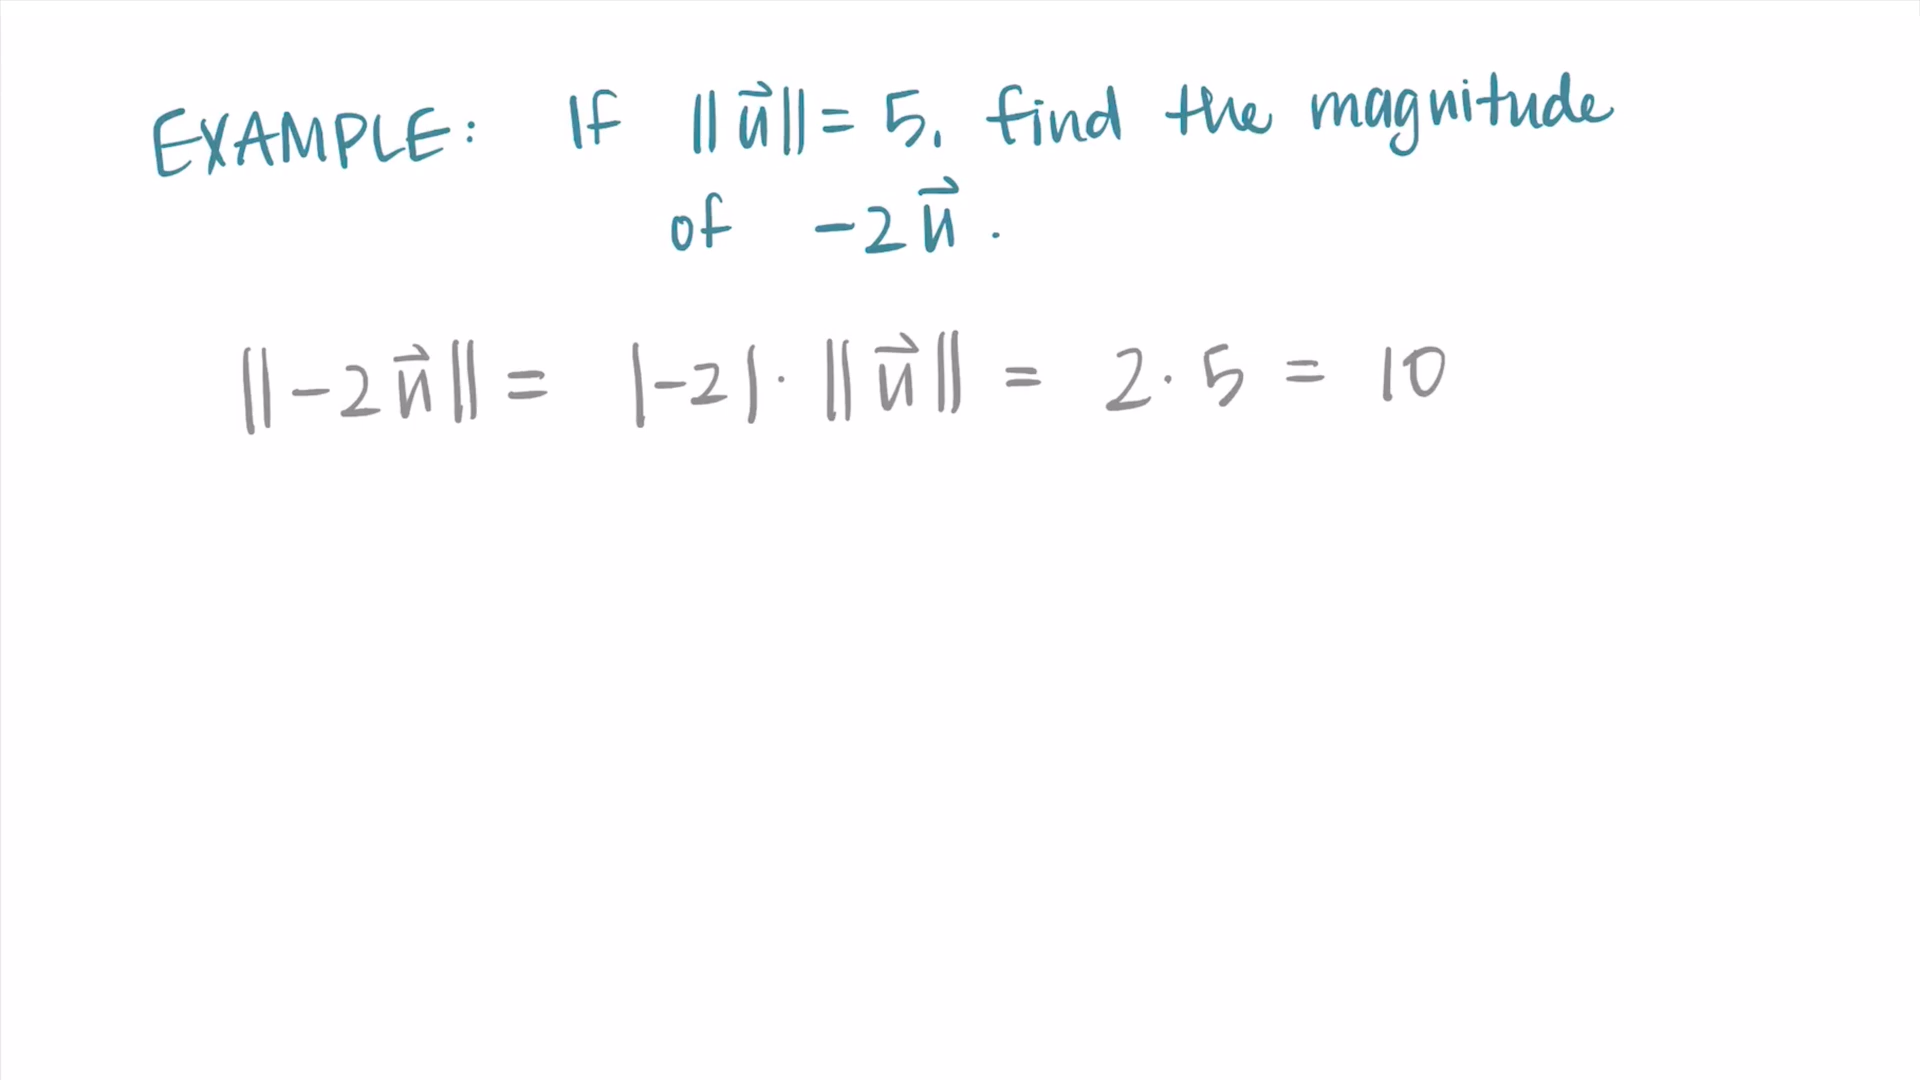 EXAMPLE: If ‖u⃗‖ = 5, find the magnitude
of -2u⃗.
‖-2u⃗‖ = |-2| · ‖u⃗‖ = 2 · 5 = 10